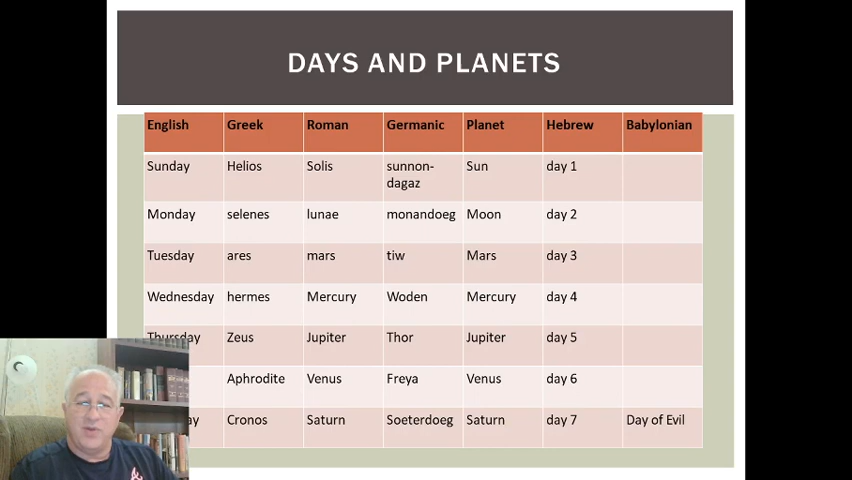 DAYS AND PLANETS
English Greek Roman Germanic Planet Hebrew Babylonian
Sunday Helios Solis sunnon-
dagaz Sun day 1
Monday selenes lunae monandoeg Moon day 2
Tuesday ares mars tiw Mars day 3
Wednesday hermes Mercury Woden Mercury day 4
Thursday Zeus Jupiter Thor Jupiter day 5
Aphrodite Venus Freya Venus day 6
Cronos Saturn Soeterdoeg Saturn day 7 Day of Evil